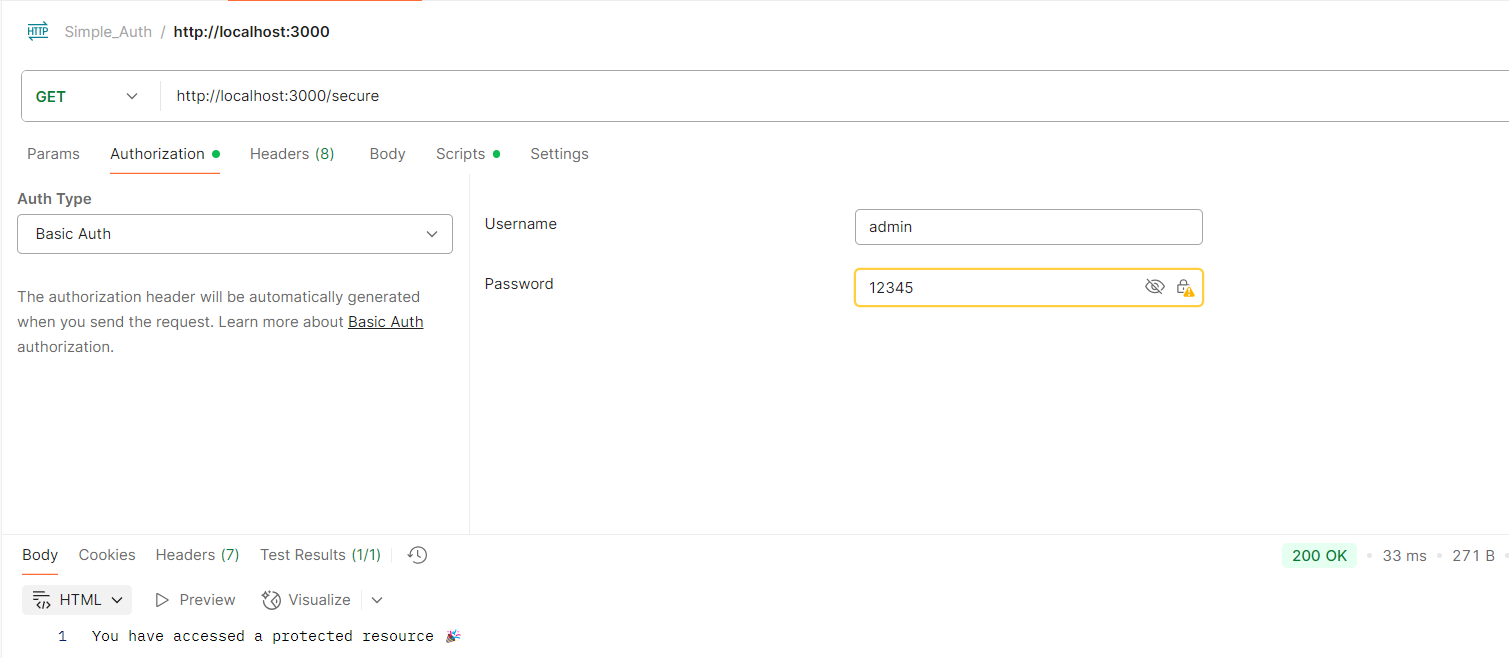 HTTP Simple_Auth / http://localhost:3000
GET http://localhost:3000/secure
Params Authorization Headers (8) Body Scripts Settings
Auth Type
Basic Auth
The authorization header will be automatically generated
when you send the request. Learn more about Basic Auth
authorization.
Username admin
Password 12345
Body Cookies Headers (7) Test Results (1/1) 200 OK • 33 ms • 271 B
HTML Preview Visualize
1 You have accessed a protected resource 🎉